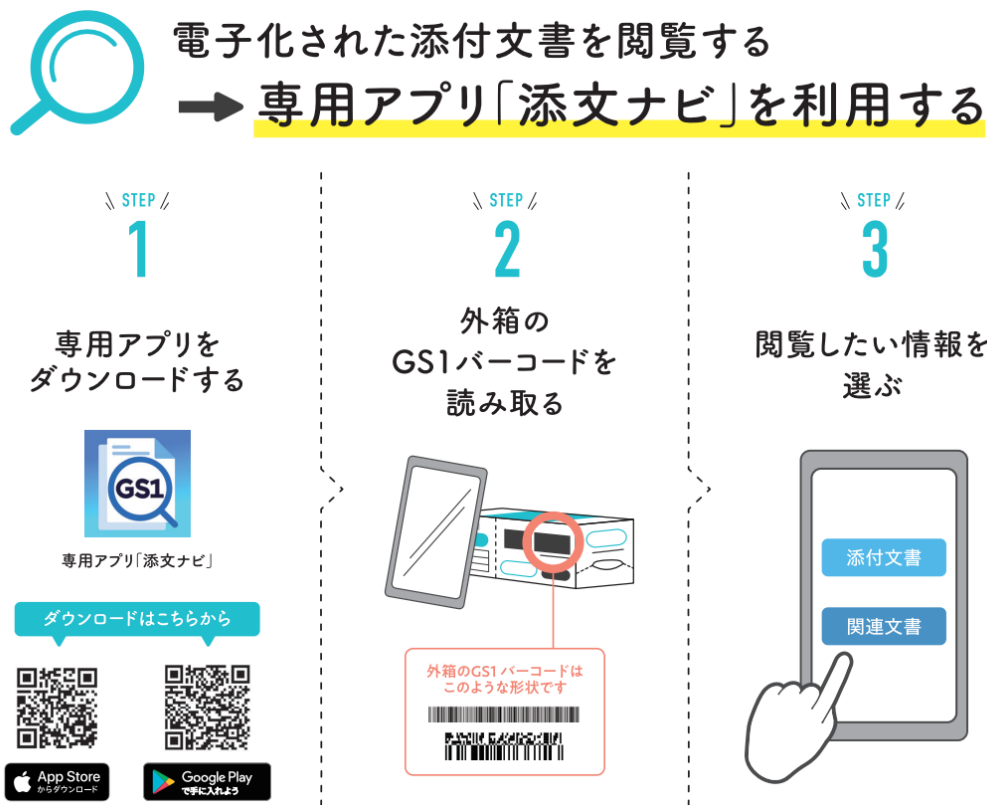 電子化された添付文書を閲覧する
専用アプリ「添文ナビ」を利用する
STEP
1
専用アプリを
ダウンロードする
GS1
専用アプリ「添文ナビ」
ダウンロードはこちらから
App Store
からダウンロード
Google Play
で手に入れよう
STEP
2
外箱の
GS1バーコードを
読み取る
外箱のGS1 バーコードは
このような形状です
STEP
3
閲覧したい情報を
選ぶ
添付文書
関連文書